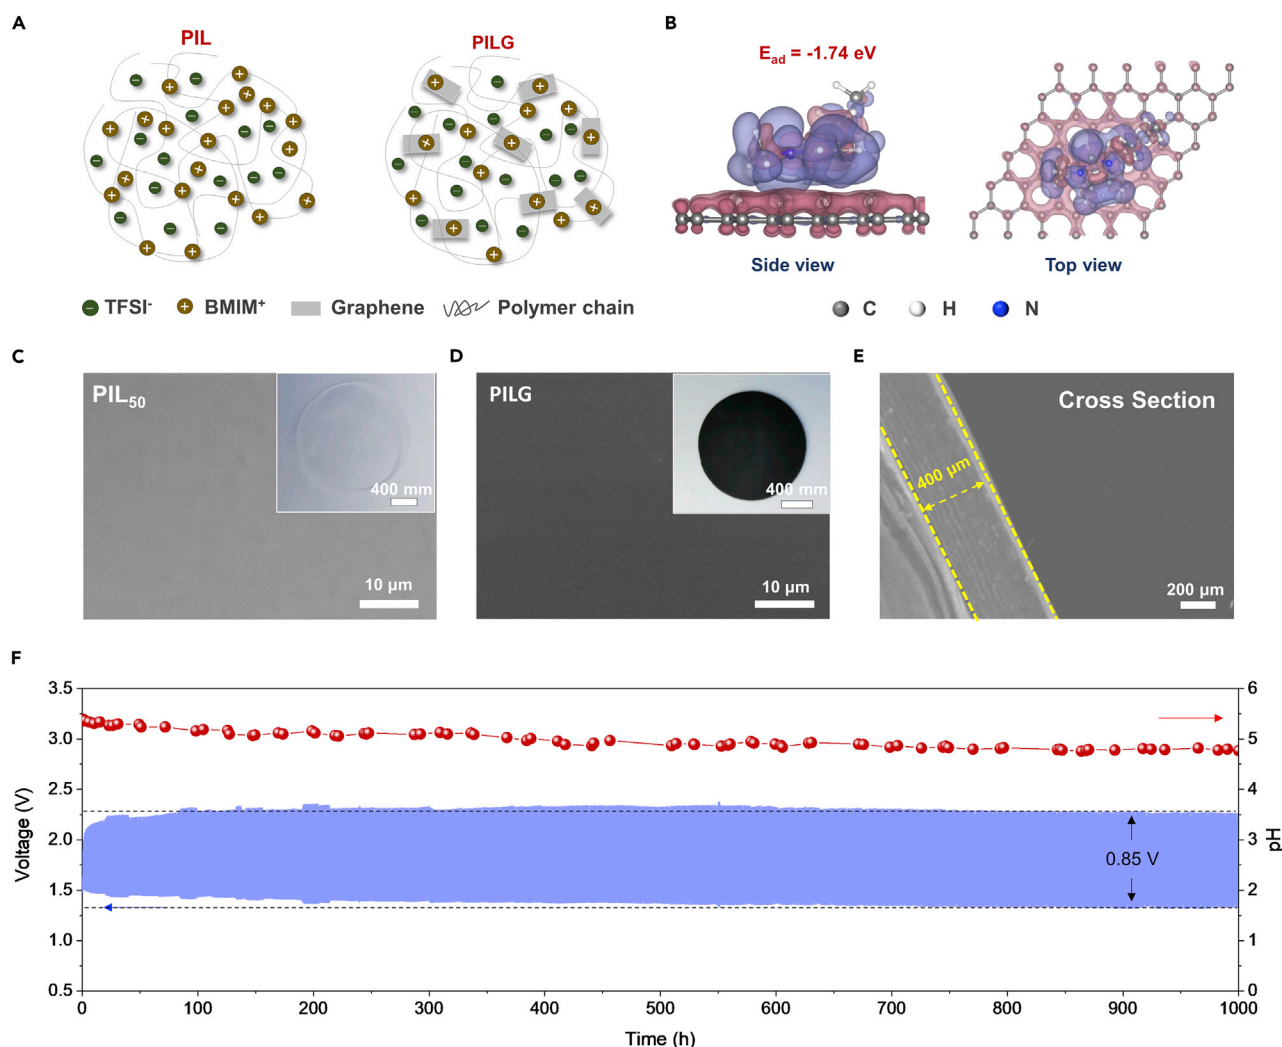 A
PIL
PILG
TFSI- BMIM+ Graphene Polymer chain
B
Ead = -1.74 eV
Side view
Top view
C H N
C
PIL50
400 mm
10 µm
D
PILG
400 mm
10 µm
E
Cross Section
400 µm
200 µm
F
3.5
3.0
2.5
2.0
1.5
1.0
0.5
Voltage (V)
6
5
4
3
2
1
0
pH
0.85 V
0 100 200 300 400 500 600 700 800 900 1000
Time (h)